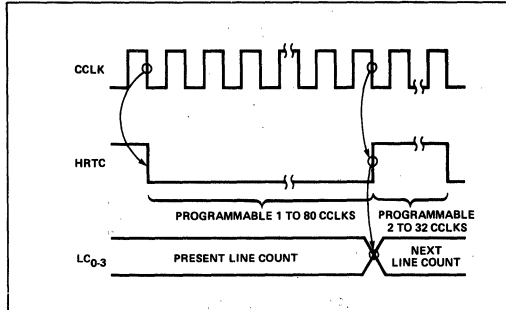 CCLK
HRTC
PROGRAMMABLE 1 TO 80 CCLKS
PROGRAMMABLE
2 TO 32 CCLKS
LC0-3
PRESENT LINE COUNT
NEXT
LINE COUNT